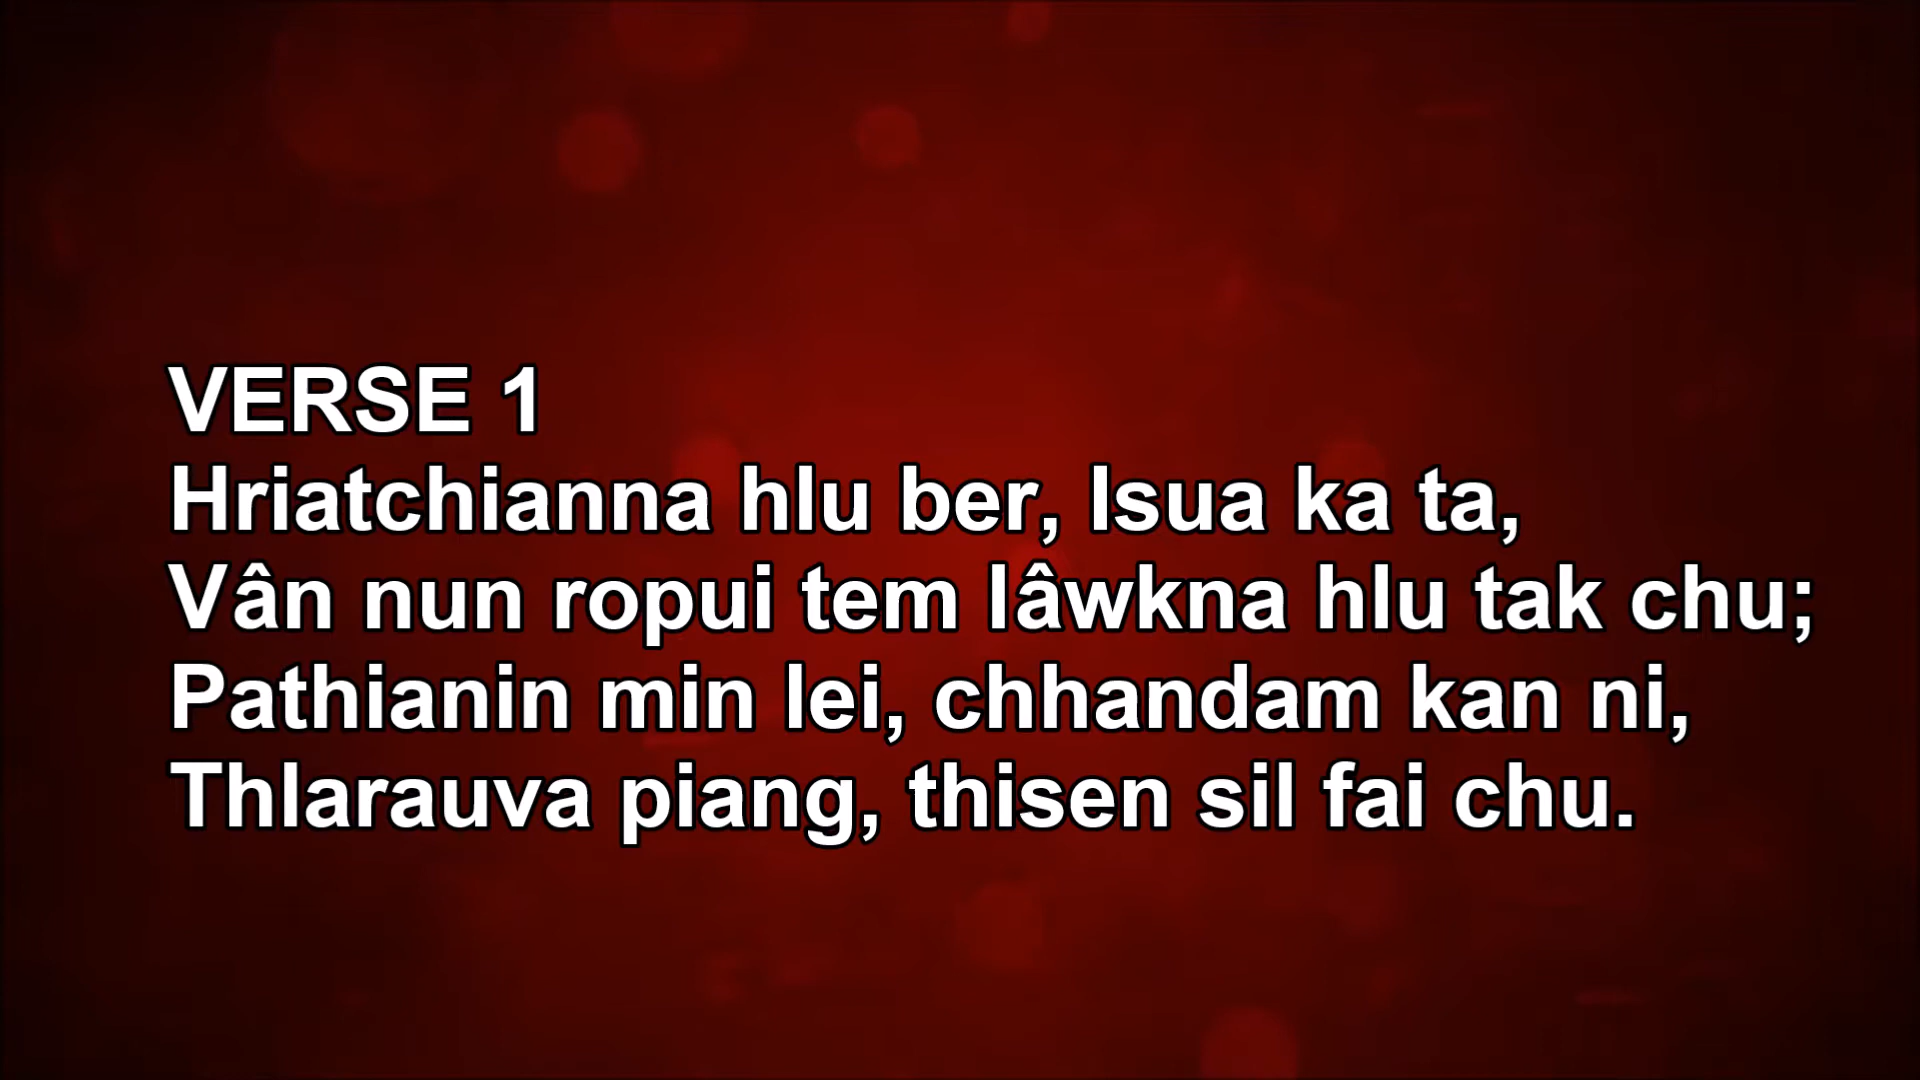 VERSE 1
Hriatchianna hlu ber, Isua ka ta,
Vân nun ropui tem lâwkna hlu tak chu;
Pathianin min lei, chhandam kan ni,
Thlarauva piang, thisen sil fai chu.